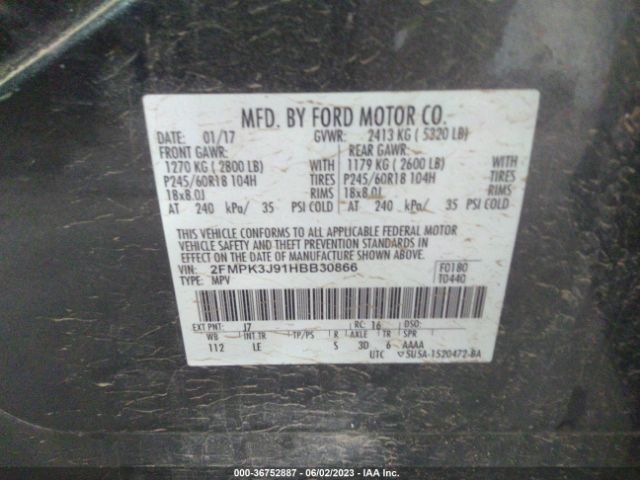 MFD. BY FORD MOTOR CO.
DATE: 01/17 GVWR: 2413 KG ( 5320 LB)
FRONT GAWR: REAR GAWR:
1270 KG ( 2800 LB) WITH 1179 KG ( 2600 LB) WITH
P245/60R18 104H TIRES P245/60R18 104H TIRES
18x8.0J RIMS 18x8.0J RIMS
AT 240 kPa/ 35 PSI COLD AT 240 kPa/ 35 PSI COLD
THIS VEHICLE CONFORMS TO ALL APPLICABLE FEDERAL MOTOR
VEHICLE SAFETY AND THEFT PREVENTION STANDARDS IN
EFFECT ON THE DATE OF MANUFACTURE SHOWN ABOVE.
VIN: 2FMPK3J91HBB30866 F0180
TYPE: MPV T0440
EXT PNT: J7 RC: 16 DSO:
WB INT TR TP/PS R AXLE TR SPR
112 LE S 3D 6 AAAA
UTC 5U5A-1520472-BA
000-36752887 - 06/02/2023 - IAA Inc.